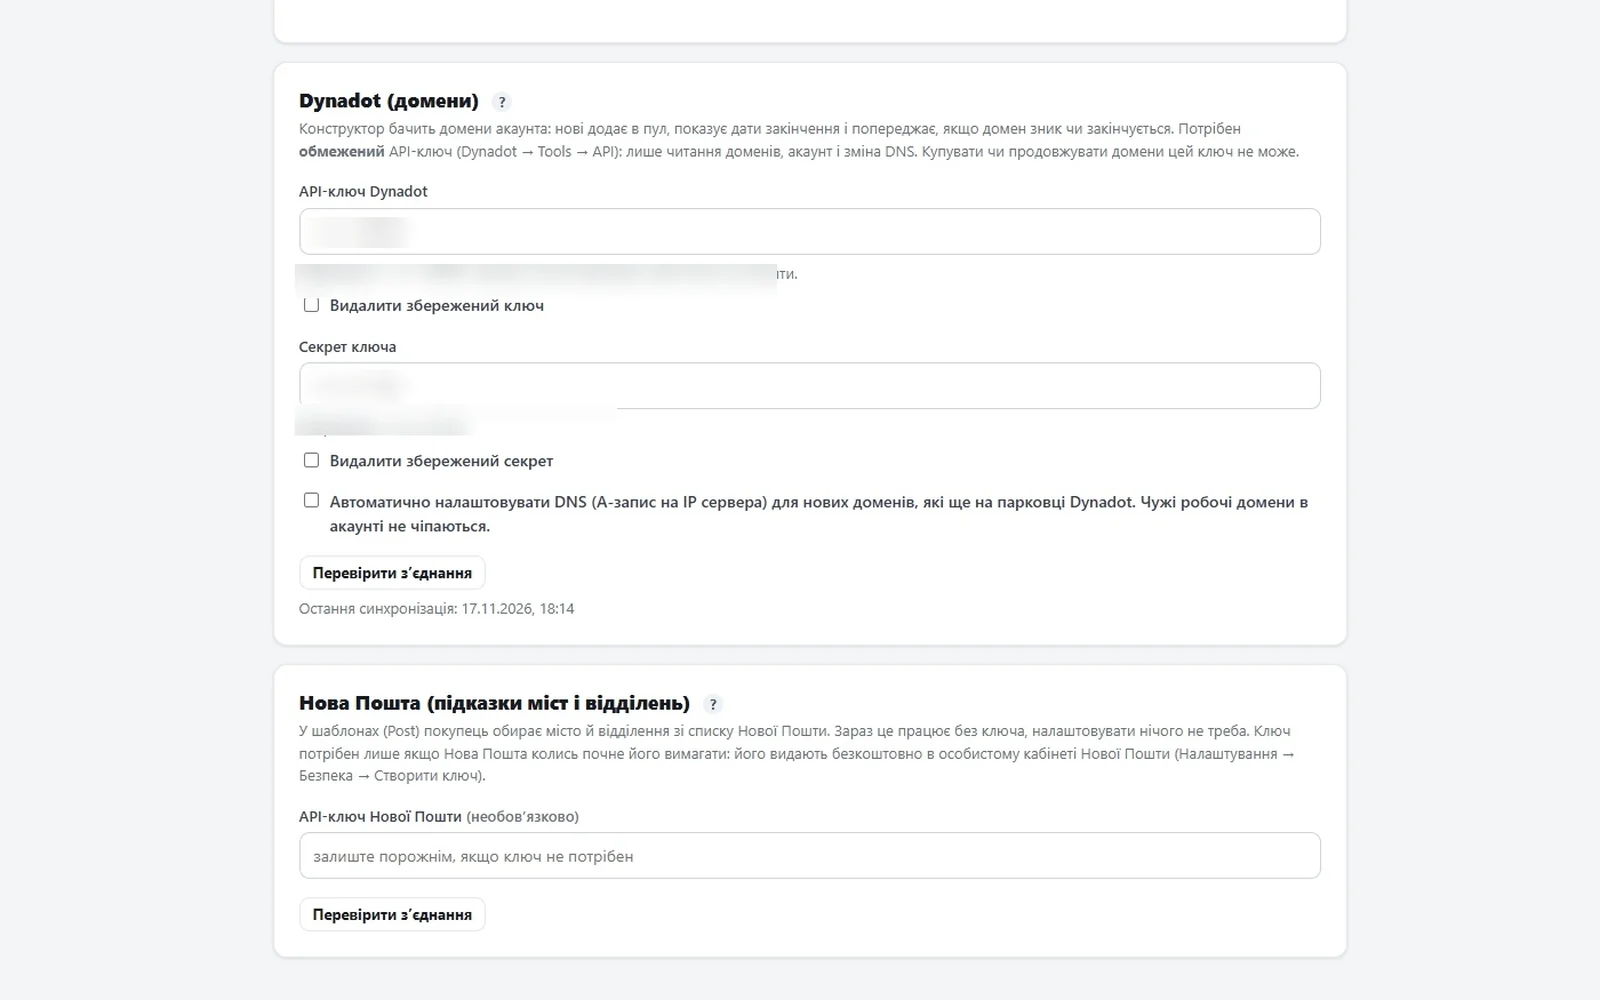 Dynadot (домени) ?
Конструктор бачить домени акаунта: нові додає в пул, показує дати закінчення і попереджає, якщо домен зник чи закінчується. Потрібен
обмежений API-ключ (Dynadot → Tools → API): лише читання доменів, акаунт і зміна DNS. Купувати чи продовжувати домени цей ключ не може.
API-ключ Dynadot
Видалити збережений ключ
Секрет ключа
Видалити збережений секрет
Автоматично налаштовувати DNS (A-запис на IP сервера) для нових доменів, які ще на парковці Dynadot. Чужі робочі домени в
акаунті не чіпаються.
Перевірити з’єднання
Остання синхронізація: 17.11.2026, 18:14
Нова Пошта (підказки міст і відділень) ?
У шаблонах (Post) покупець обирає місто й відділення зі списку Нової Пошти. Зараз це працює без ключа, налаштовувати нічого не треба. Ключ
потрібен лише якщо Нова Пошта колись почне його вимагати: його видають безкоштовно в особистому кабінеті Нової Пошти (Налаштування →
Безпека → Створити ключ).
API-ключ Нової Пошти (необов’язково)
залиште порожнім, якщо ключ не потрібен
Перевірити з’єднання